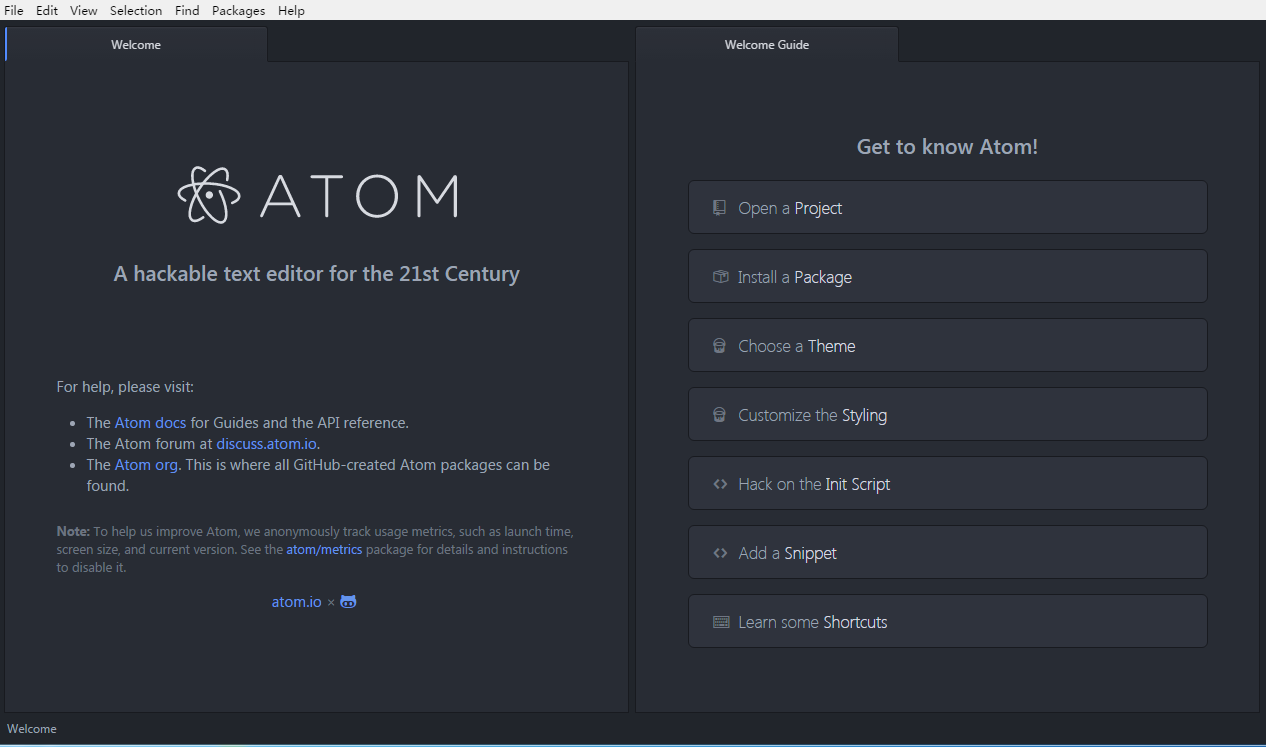 File Edit View Selection Find Packages Help
Welcome
ATOM
A hackable text editor for the 21st Century
For help, please visit:
The Atom docs for Guides and the API reference.
The Atom forum at discuss.atom.io.
The Atom org. This is where all GitHub-created Atom packages can be
found.
Note: To help us improve Atom, we anonymously track usage metrics, such as launch time,
screen size, and current version. See the atom/metrics package for details and instructions
to disable it.
atom.io ×
Welcome Guide
Get to know Atom!
Open a Project
Install a Package
Choose a Theme
Customize the Styling
Hack on the Init Script
Add a Snippet
Learn some Shortcuts
Welcome